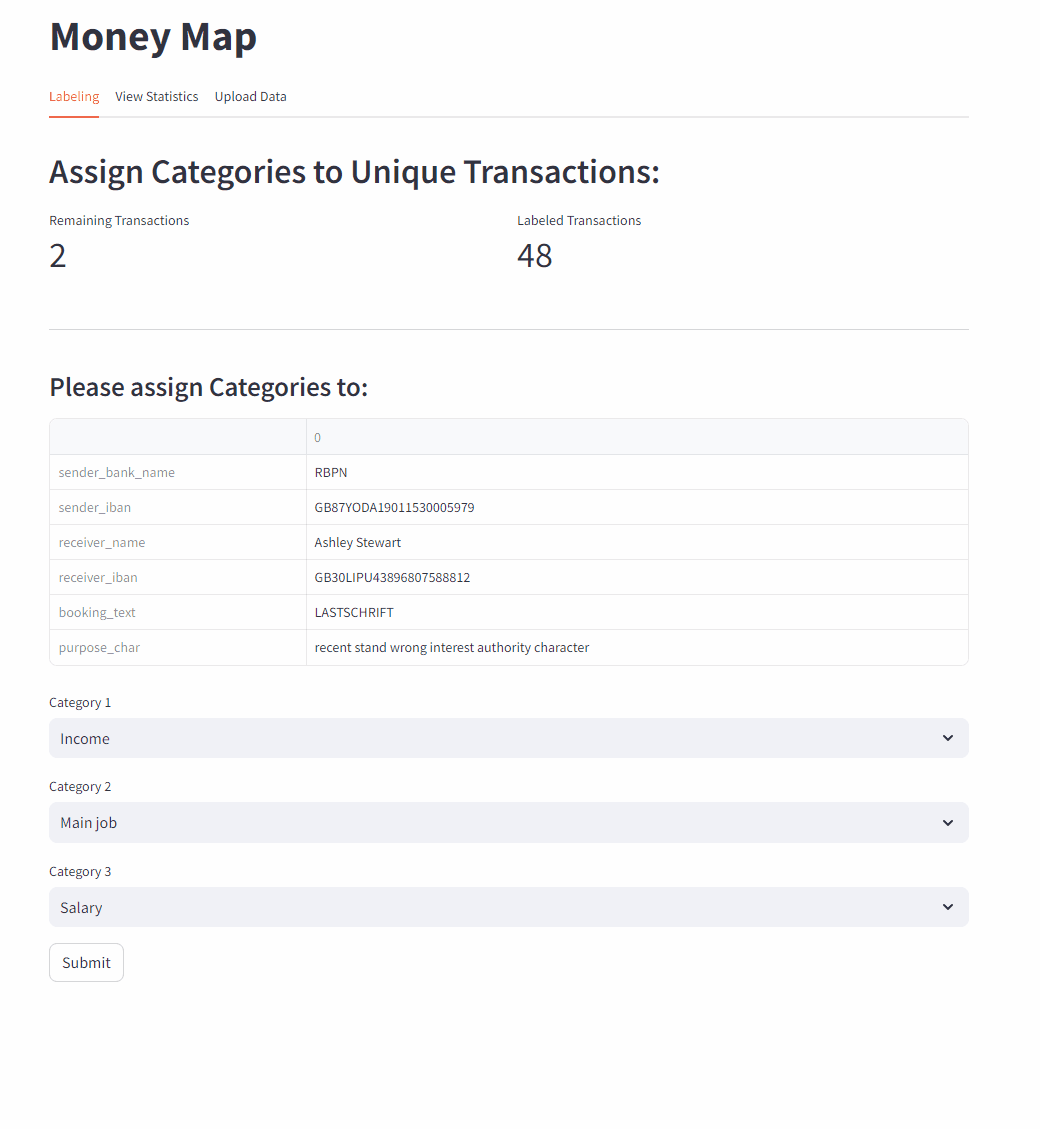 Money Map
Labeling View Statistics Upload Data
Assign Categories to Unique Transactions:
Remaining Transactions Labeled Transactions
2 48
Please assign Categories to:
0
sender_bank_name RBPN
sender_iban GB87YODA19011530005979
receiver_name Ashley Stewart
receiver_iban GB30LIPU43896807588812
booking_text LASTSCHRIFT
purpose_char recent stand wrong interest authority character
Category 1
Income
Category 2
Main job
Category 3
Salary
Submit